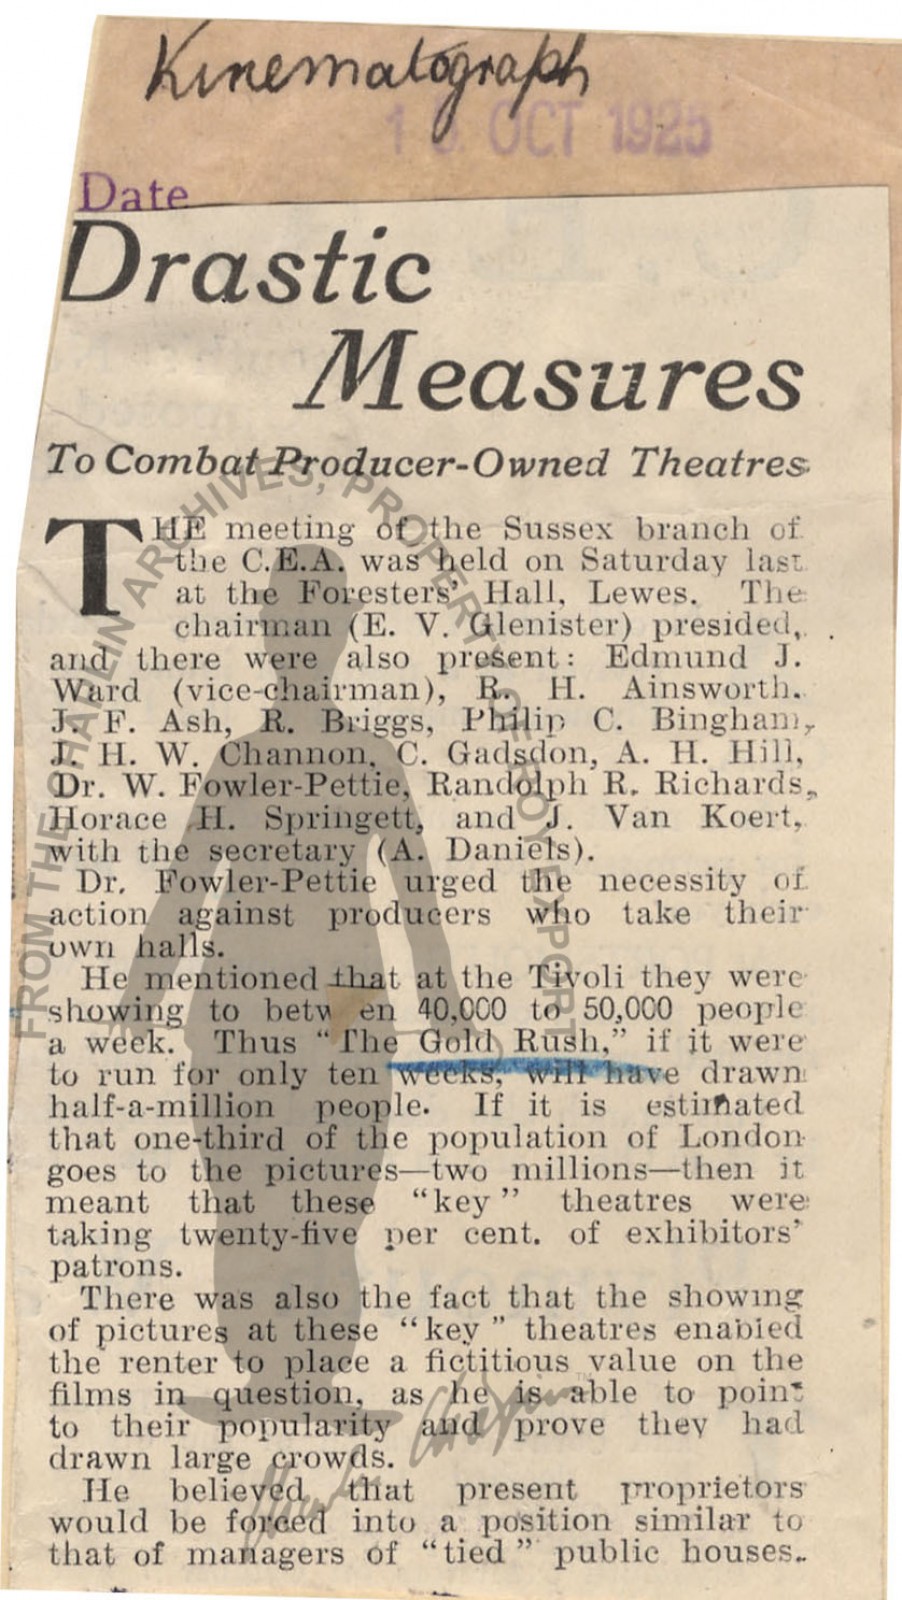 Kinematograph
OCT 1925
Date
Drastic
Measures
To Combat Producer-Owned Theatres
THE meeting of the Sussex branch of
the C.E.A. was held on Saturday last
at the Foresters' Hall, Lewes. The
chairman (E. V. Glenister) presided,
and there were also present: Edmund J.
Ward (vice-chairman), R. H. Ainsworth.
J. F. Ash, R. Briggs, Philip C. Bingham,
J. H. W. Channon, C. Gadsdon, A. H. Hill,
Dr. W. Fowler-Pettie, Randolph R. Richards,
Horace H. Springett, and J. Van Koert,
with the secretary (A. Daniels).
Dr. Fowler-Pettie urged the necessity of
action against producers who take their
own halls.
He mentioned that at the Tivoli they were
showing to betw en 40,000 to 50,000 people
a week. Thus "The Gold Rush," if it were
to run for only ten weeks, will have drawn
half-a-million people. If it is estimated
that one-third of the population of London
goes to the pictures—two millions—then it
meant that these "key" theatres were
taking twenty-five per cent. of exhibitors'
patrons.
There was also the fact that the showing
of pictures at these "key" theatres enabled
the renter to place a fictitious value on the
films in question, as he is able to point
to their popularity and prove they had
drawn large crowds.
He believed that present proprietors
would be forced into a position similar to
that of managers of "tied" public houses.
FROM THE CHAPLIN ARCHIVES, PROPERTY OF ROY EXPORT
Charles Chaplin